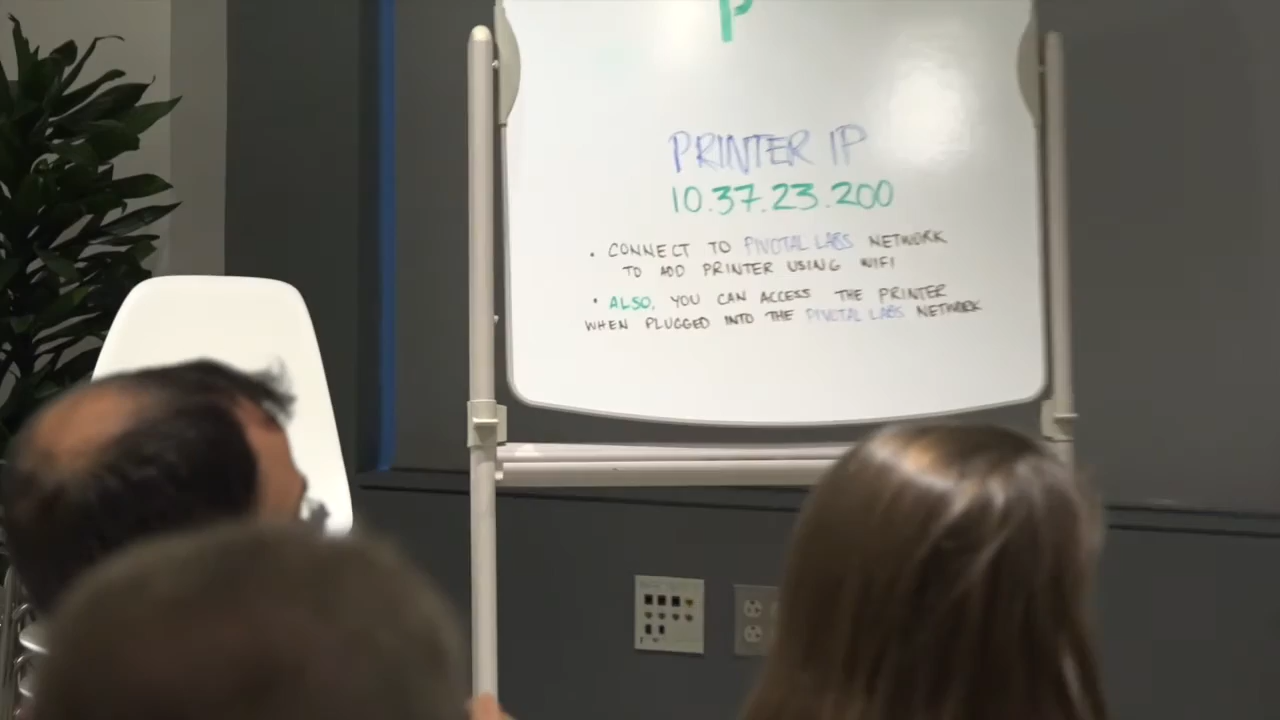 P
PRINTER IP
10.37.23.200
• CONNECT TO PIVOTAL LABS NETWORK
TO ADD PRINTER USING WIFI
• ALSO, YOU CAN ACCESS THE PRINTER
WHEN PLUGGED INTO THE PIVOTAL LABS NETWORK